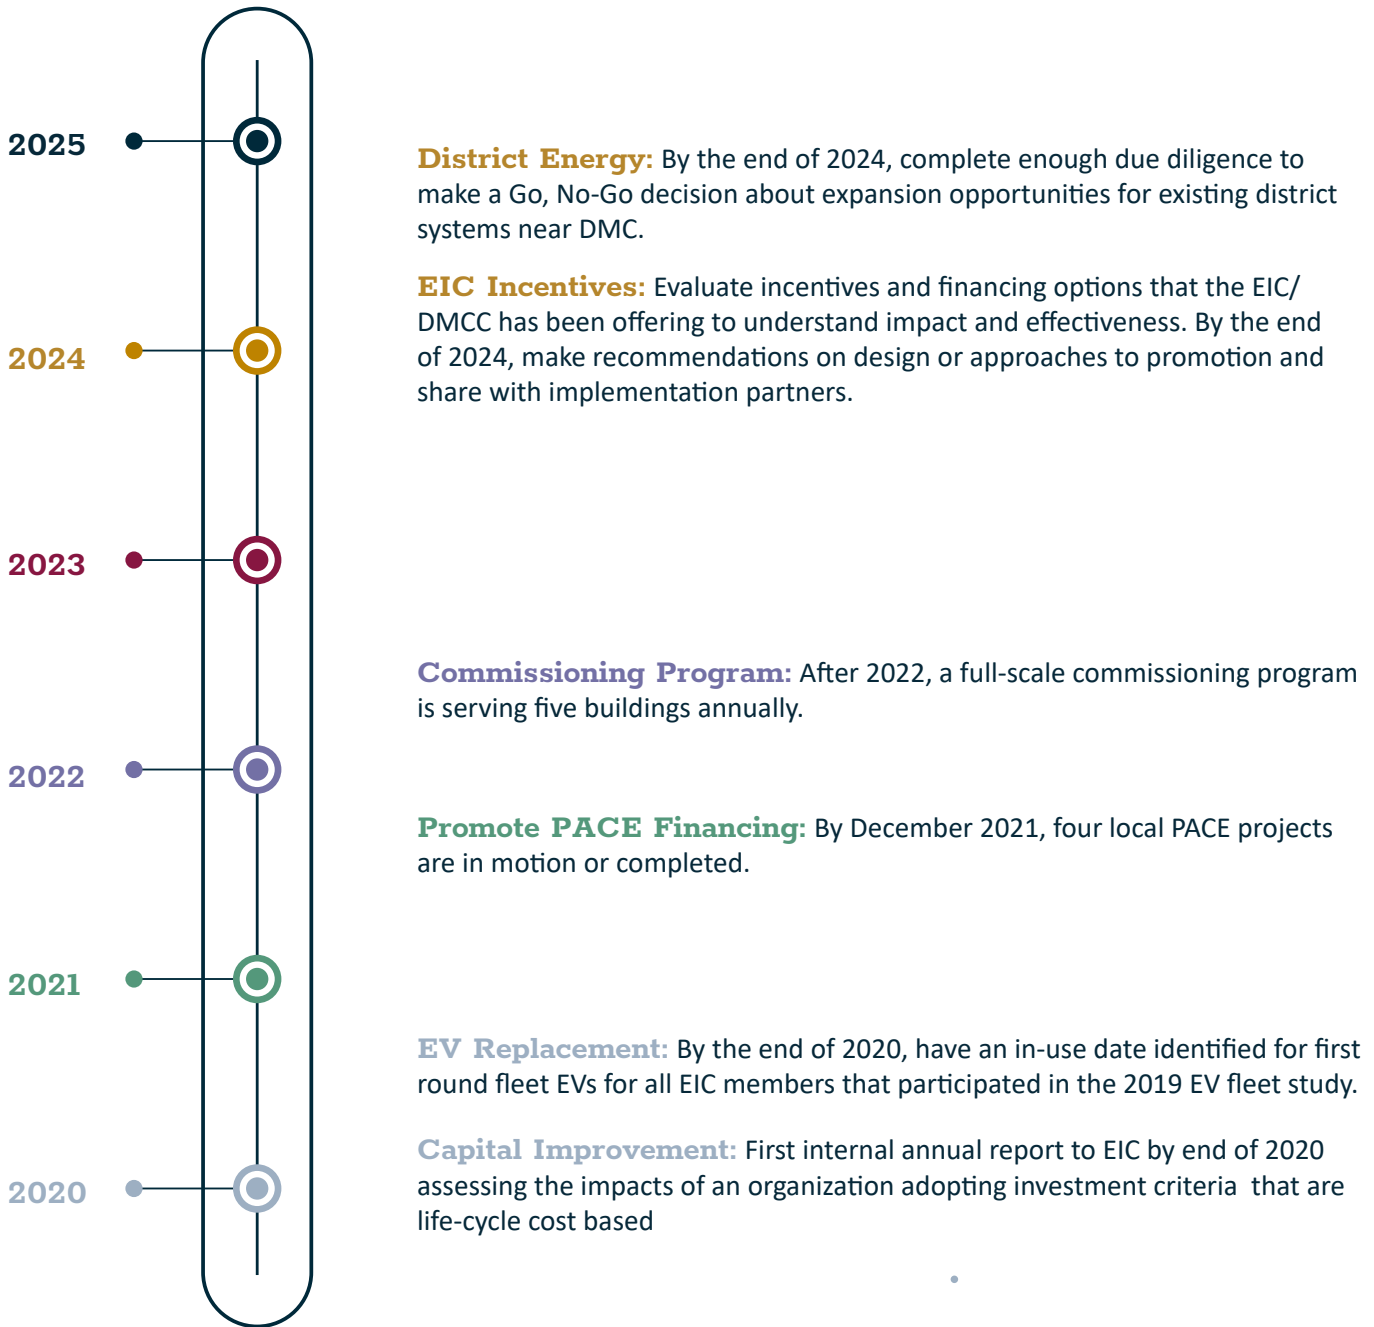 2025
District Energy: By the end of 2024, complete enough due diligence to
make a Go, No-Go decision about expansion opportunities for existing district
systems near DMC.
EIC Incentives: Evaluate incentives and financing options that the EIC/
DMCC has been offering to understand impact and effectiveness. By the end
of 2024, make recommendations on design or approaches to promotion and
share with implementation partners.
2024
2023
Commissioning Program: After 2022, a full-scale commissioning program
is serving five buildings annually.
2022
Promote PACE Financing: By December 2021, four local PACE projects
are in motion or completed.
2021
EV Replacement: By the end of 2020, have an in-use date identified for first
round fleet EVs for all EIC members that participated in the 2019 EV fleet study.
Capital Improvement: First internal annual report to EIC by end of 2020
assessing the impacts of an organization adopting investment criteria  that are
life-cycle cost based
2020